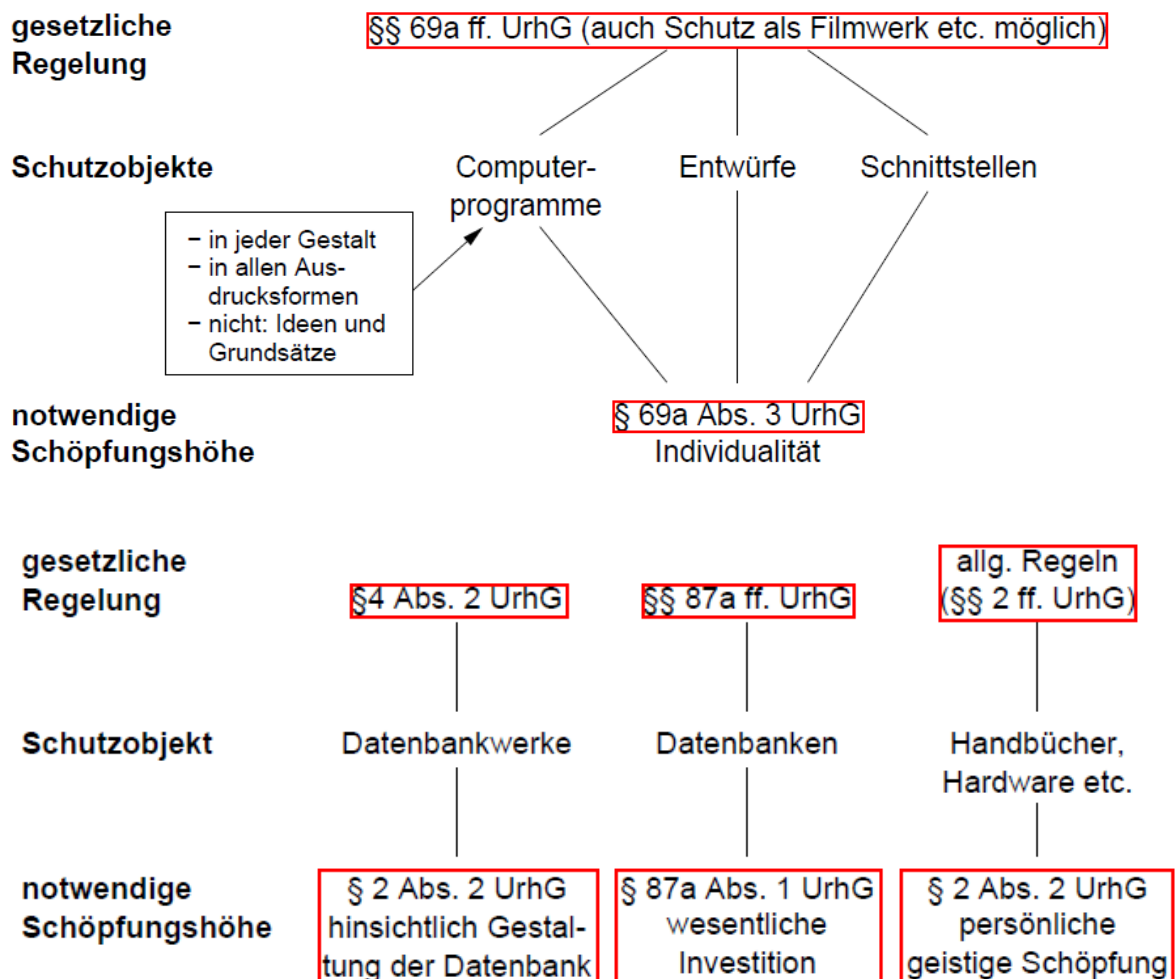 gesetzliche
Regelung
§§ 69a ff. UrhG (auch Schutz als Filmwerk etc. möglich)
Schutzobjekte
Computer-
programme
Entwürfe
Schnittstellen
− in jeder Gestalt
− in allen Aus-
drucksformen
− nicht: Ideen und
Grundsätze
notwendige
Schöpfungshöhe
§ 69a Abs. 3 UrhG
Individualität
gesetzliche
Regelung
§4 Abs. 2 UrhG
§§ 87a ff. UrhG
allg. Regeln
(§§ 2 ff. UrhG)
Schutzobjekt
Datenbankwerke
Datenbanken
Handbücher,
Hardware etc.
notwendige
Schöpfungshöhe
§ 2 Abs. 2 UrhG
hinsichtlich Gestal-
tung der Datenbank
§ 87a Abs. 1 UrhG
wesentliche
Investition
§ 2 Abs. 2 UrhG
persönliche
geistige Schöpfung